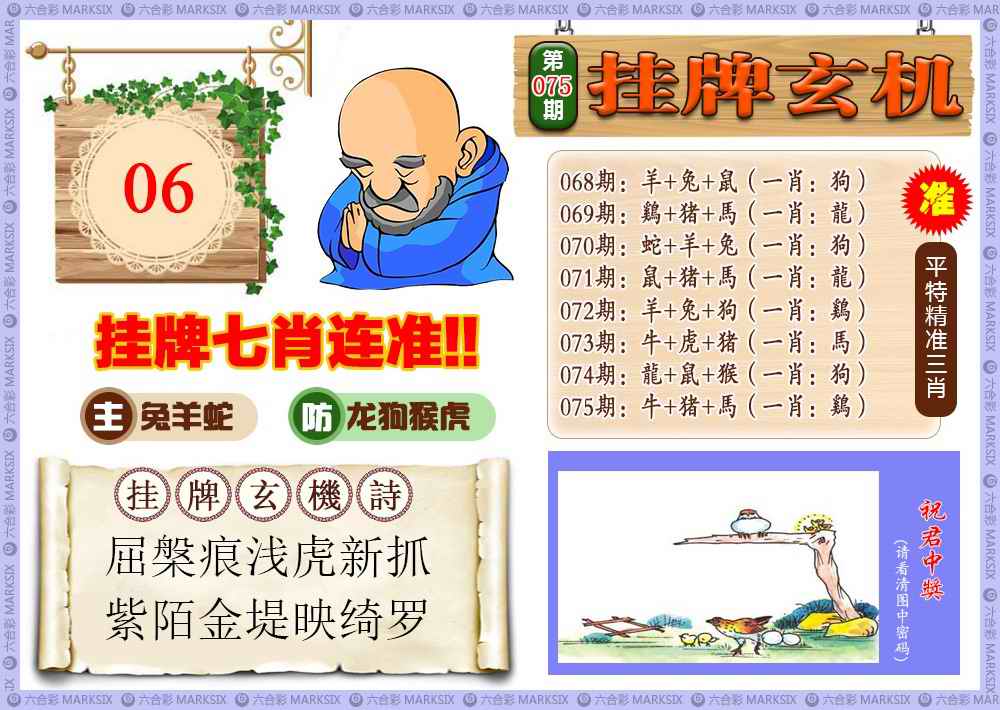 六合彩 MARKSIX
第
075
期
挂牌玄机
06
挂牌七肖连准!!
主 兔羊蛇
防 龙狗猴虎
挂牌玄機詩
屈槃痕浅虎新抓
紫陌金堤映绮罗
068期：羊+兔+鼠（一肖：狗）
069期：鷄+猪+馬（一肖：龍）
070期：蛇+羊+兔（一肖：狗）
071期：鼠+猪+馬（一肖：龍）
072期：羊+兔+狗（一肖：鷄）
073期：牛+虎+猪（一肖：馬）
074期：龍+鼠+猴（一肖：狗）
075期：牛+猪+馬（一肖：鷄）
准
平特精准三肖
祝君中獎
(请看清图中密码)